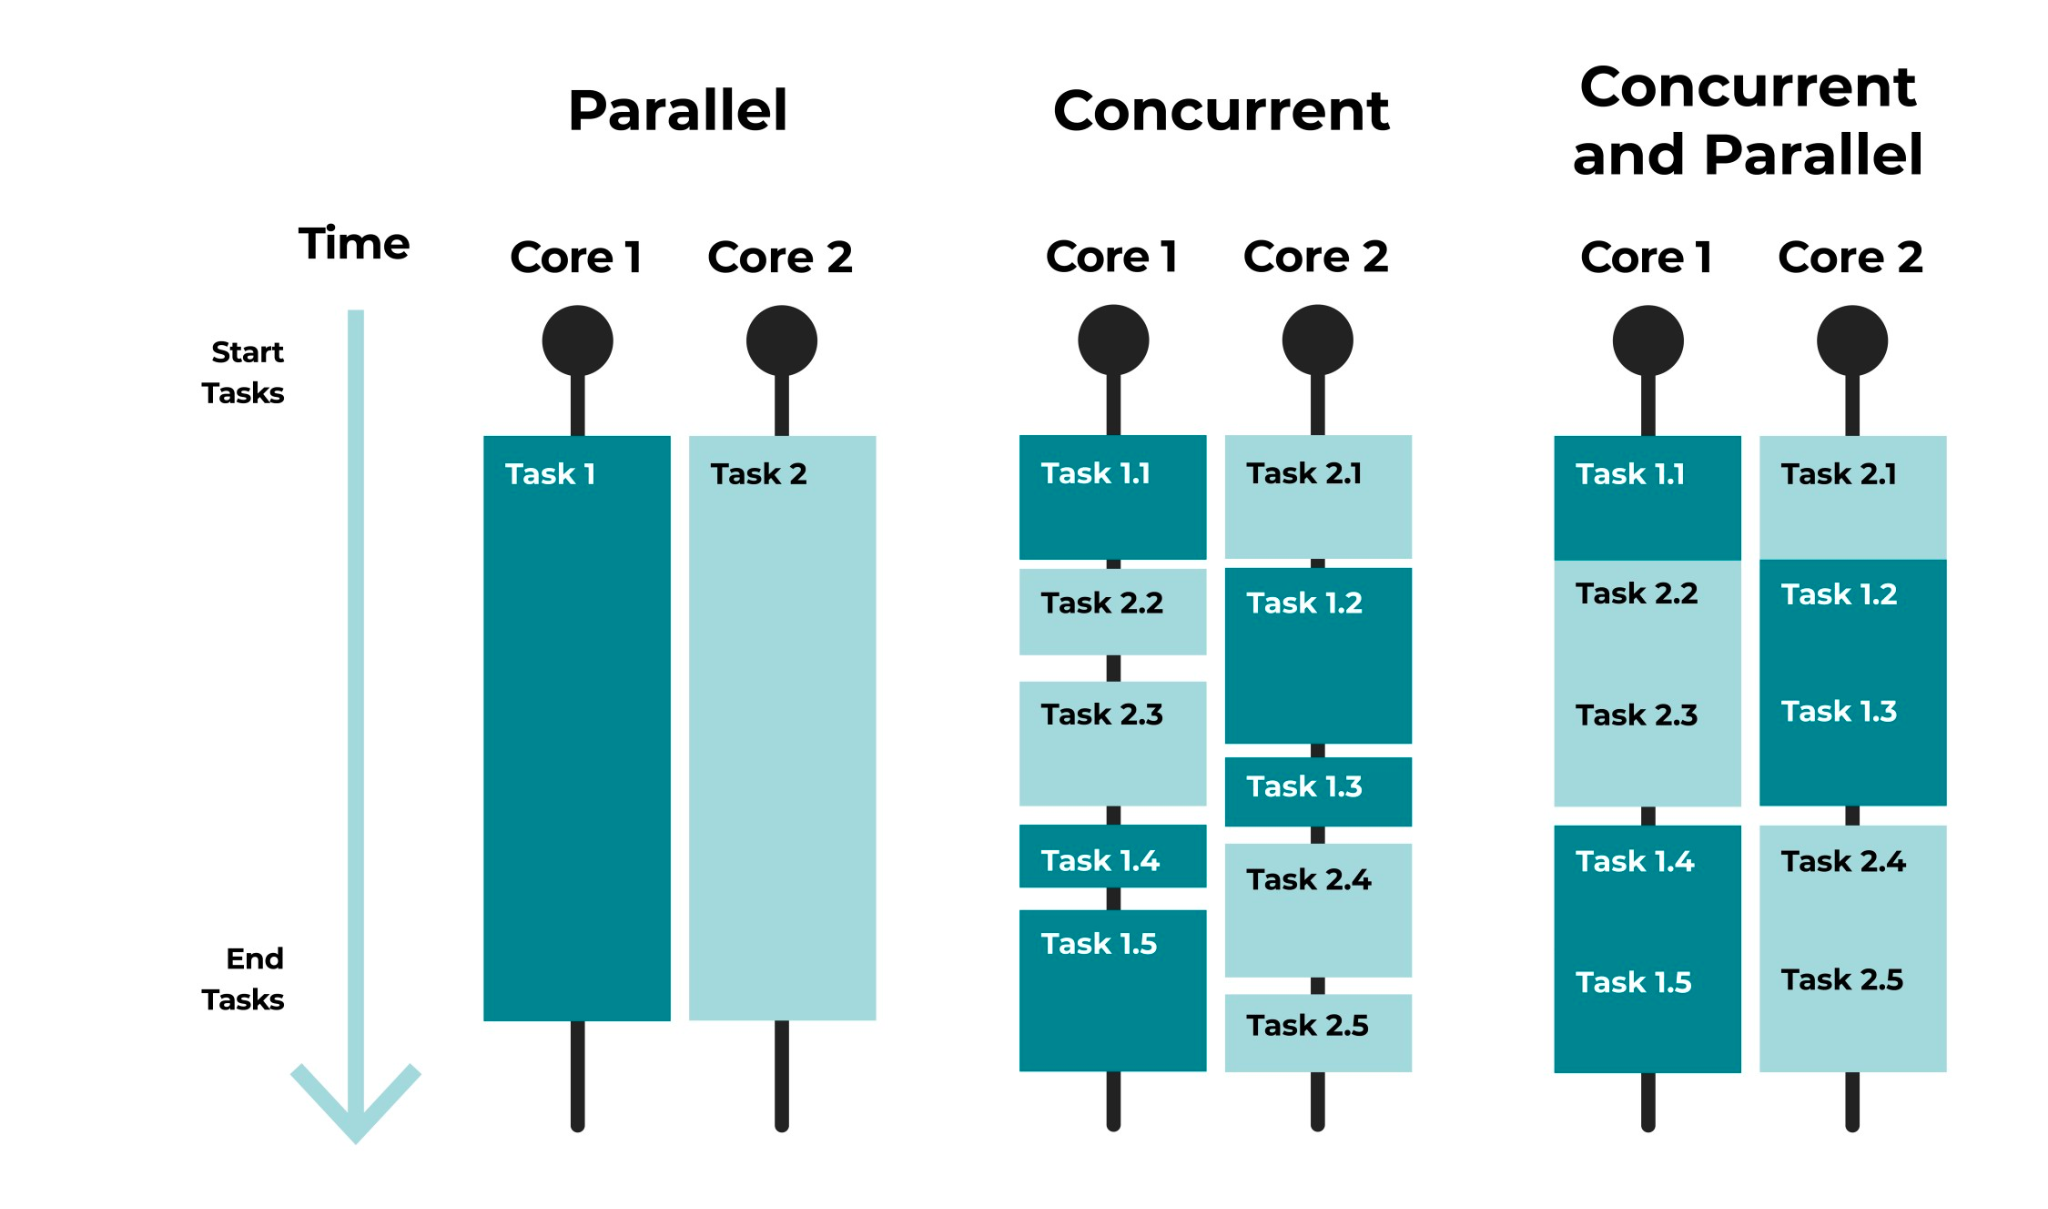 Parallel
Concurrent
Concurrent
and Parallel
Time
Core 1
Core 2
Core 1
Core 2
Core 1
Core 2
Start
Tasks
End
Tasks
Task 1
Task 2
Task 1.1
Task 2.2
Task 2.3
Task 1.4
Task 1.5
Task 2.1
Task 1.2
Task 1.3
Task 2.4
Task 2.5
Task 1.1
Task 2.2
Task 2.3
Task 1.4
Task 1.5
Task 2.1
Task 1.2
Task 1.3
Task 2.4
Task 2.5